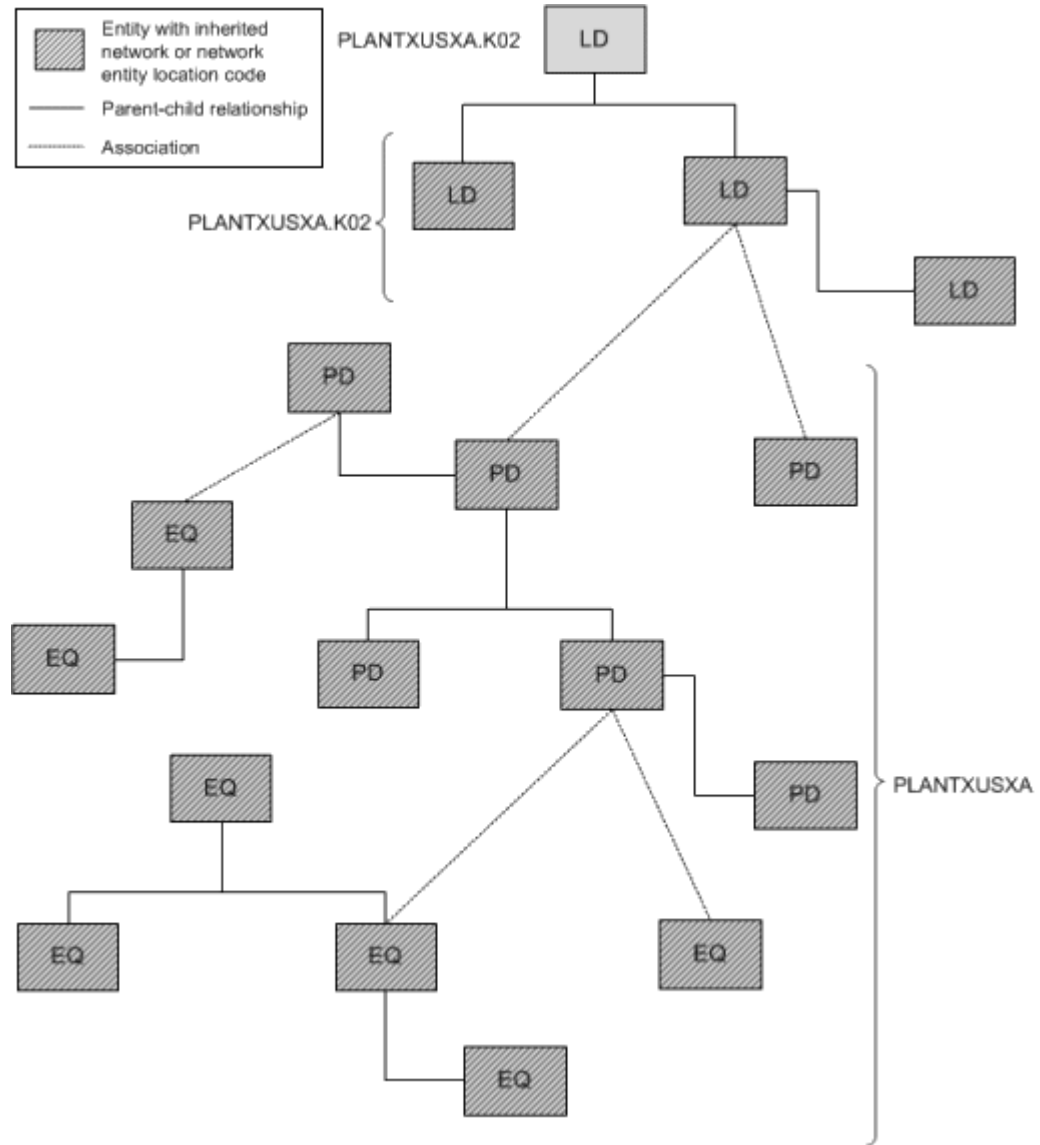 Entity with inherited
network or network
entity location code
Parent-child relationship
Association
PLANTXUSXA.K02
LD
PLANTXUSXA.K02
LD
LD
LD
PD
PD
PD
EQ
EQ
PD
PD
EQ
PD
PLANTXUSXA
EQ
EQ
EQ
EQ